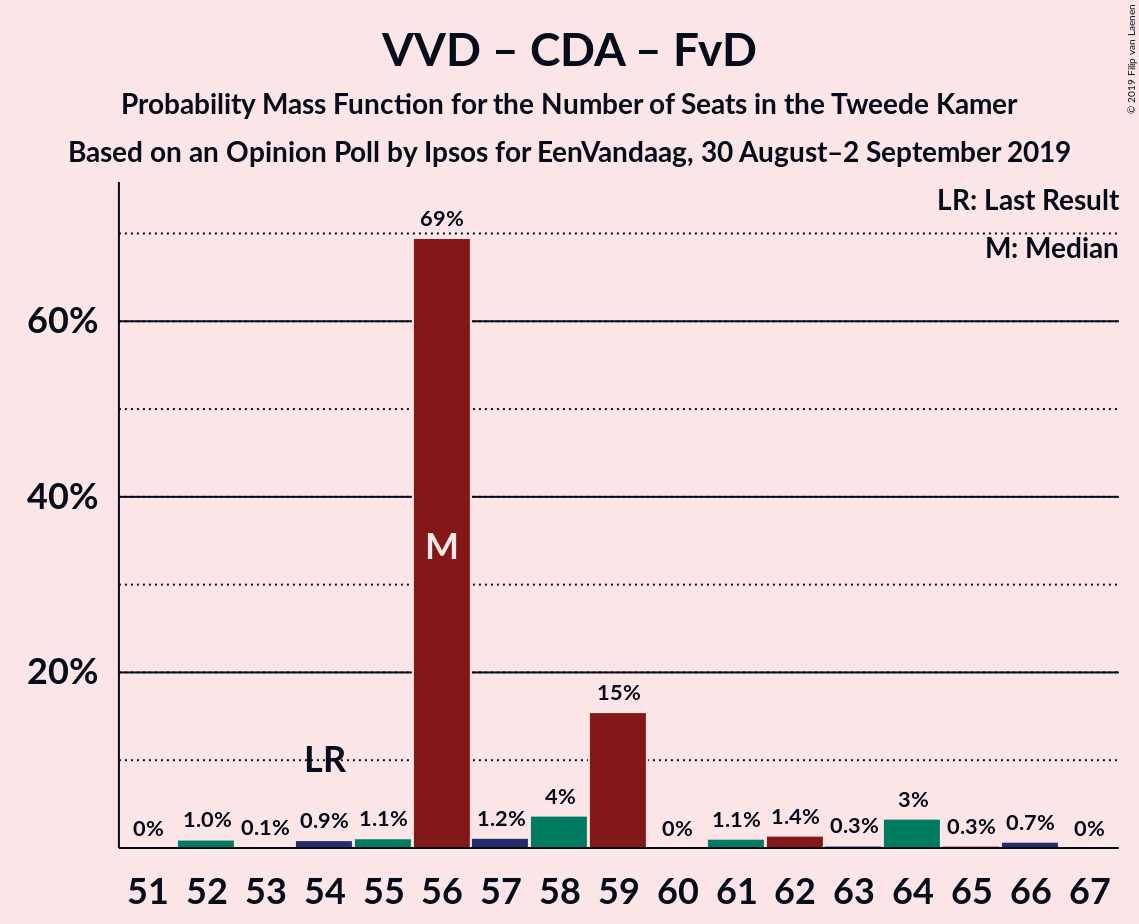 VVD – CDA – FvD
Probability Mass Function for the Number of Seats in the Tweede Kamer
Based on an Opinion Poll by Ipsos for EenVandaag, 30 August–2 September 2019
© 2019 Filip van Laenen
LR: Last Result
M: Median
69%
60%
40%
M
20%
15%
LR
0% 1.0% 0.1% 0.9% 1.1% 1.2% 4% 0% 1.1% 1.4% 0.3% 3% 0.3% 0.7% 0%
51 52 53 54 55 56 57 58 59 60 61 62 63 64 65 66 67